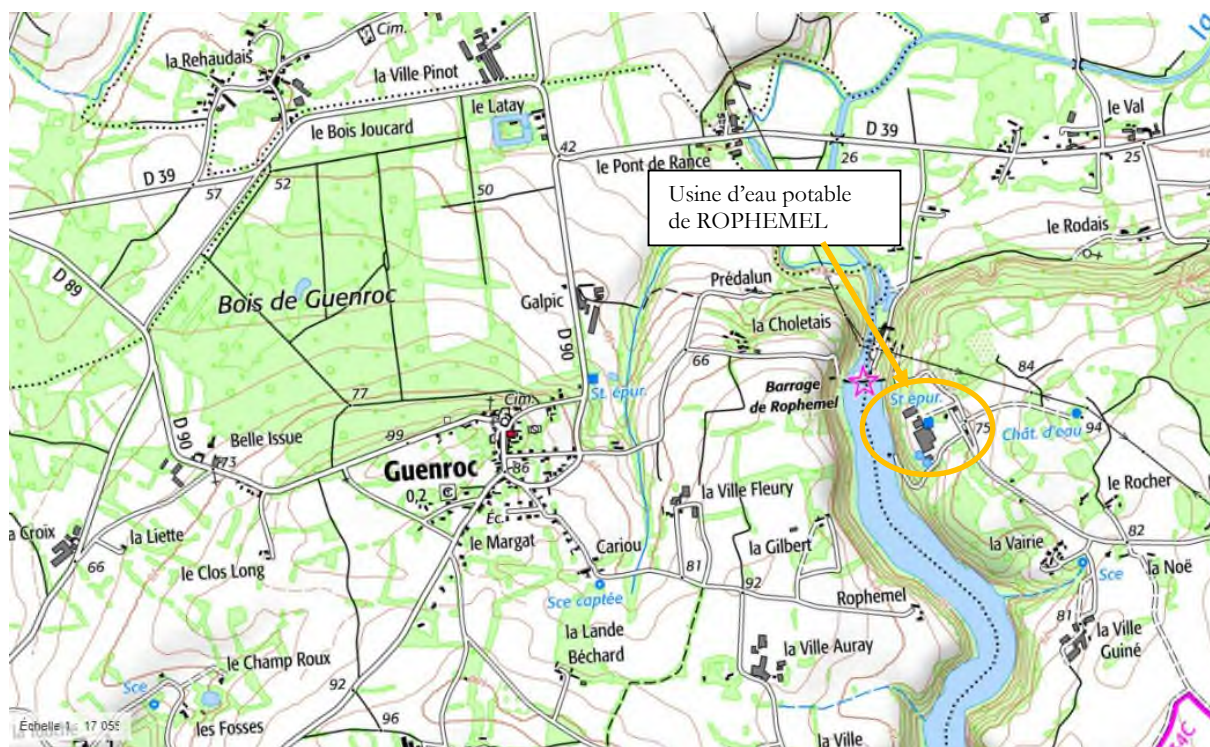 Cim.
la Rehaudais
la Ville Pinot
le Latay
le Bois Joucard
le Val
D 39
42
le Pont de Rance
26
25
D 39
57
52
50
Usine d'eau potable
de ROPHEMEL
le Rodais
D 89
Bois de Guenroc
Galpic
Prédalun
la Choletais
D 90
66
84
77
St. épur.
Barrage
de Rophemel
St épur.
Cim.
D 90
Belle Issue
99
75
Chât. d'eau
94
73
Guenroc
86
0,2
la Ville Fleury
le Rocher
la Croix
la Liette
Éc.
le Margat
Cariou
la Gilbert
82
la Vairie
66
le Clos Long
81
92
Sce
la Noë
Sce captée
Rophemel
81
la Lande
Béchard
la Ville
Guiné
le Champ Roux
la Ville Auray
Sce
92
les Fosses
96
la Ville
4C